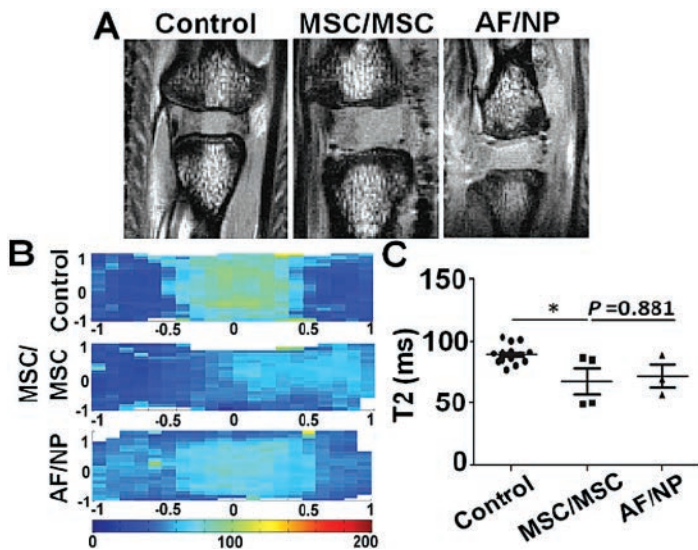 A Control MSC/MSC AF/NP
B
Control
1
0
-1
-1 -0.5 0 0.5 1
MSC/
MSC
1
0
-1
-1 -0.5 0 0.5 1
AF/NP
1
0
-1
-1 -0.5 0 0.5 1
0 100 200
C
T2 (ms)
150
100
50
0
* P=0.881
Control MSC/MSC AF/NP